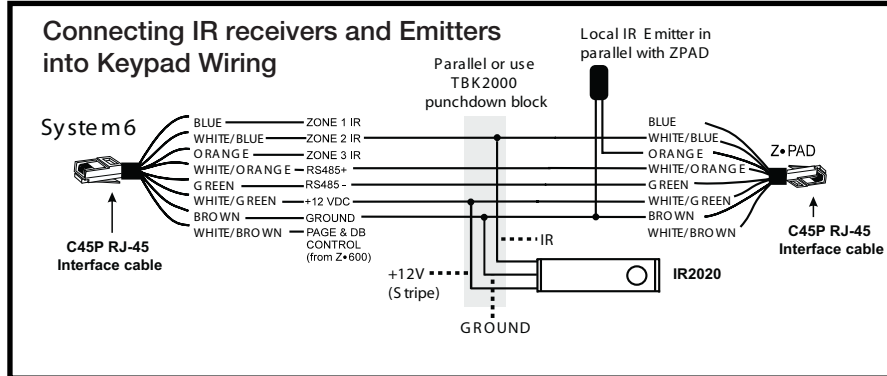 Connecting IR receivers and Emitters
into Keypad Wiring
Local IR Emitter in
parallel with ZPAD
Parallel or use
TBK2000
punchdown block
System6
BLUE
WHITE/BLUE
ORANGE
WHITE/ORANGE
GREEN
WHITE/GREEN
BROWN
WHITE/BROWN
ZONE 1 IR
ZONE 2 IR
ZONE 3 IR
RS485+
RS485-
+12 VDC
GROUND
PAGE & DB
CONTROL
(from Z•600)
BLUE
WHITE/BLUE
ORANGE
WHITE/ORANGE
GREEN
WHITE/GREEN
BROWN
WHITE/BROWN
Z•PAD
C45P RJ-45
Interface cable
C45P RJ-45
Interface cable
IR
+12V
(Stripe)
IR2020
GROUND